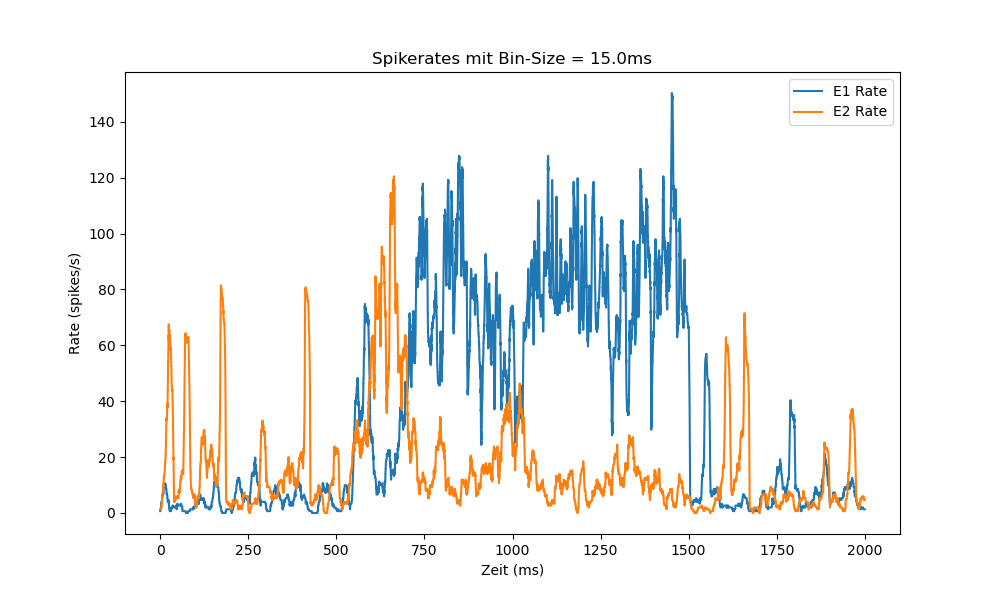 Spikerates mit Bin-Size = 15.0ms
E1 Rate
E2 Rate
140
120
100
80
60
40
20
0
Rate (spikes/s)
0 250 500 750 1000 1250 1500 1750 2000
Zeit (ms)